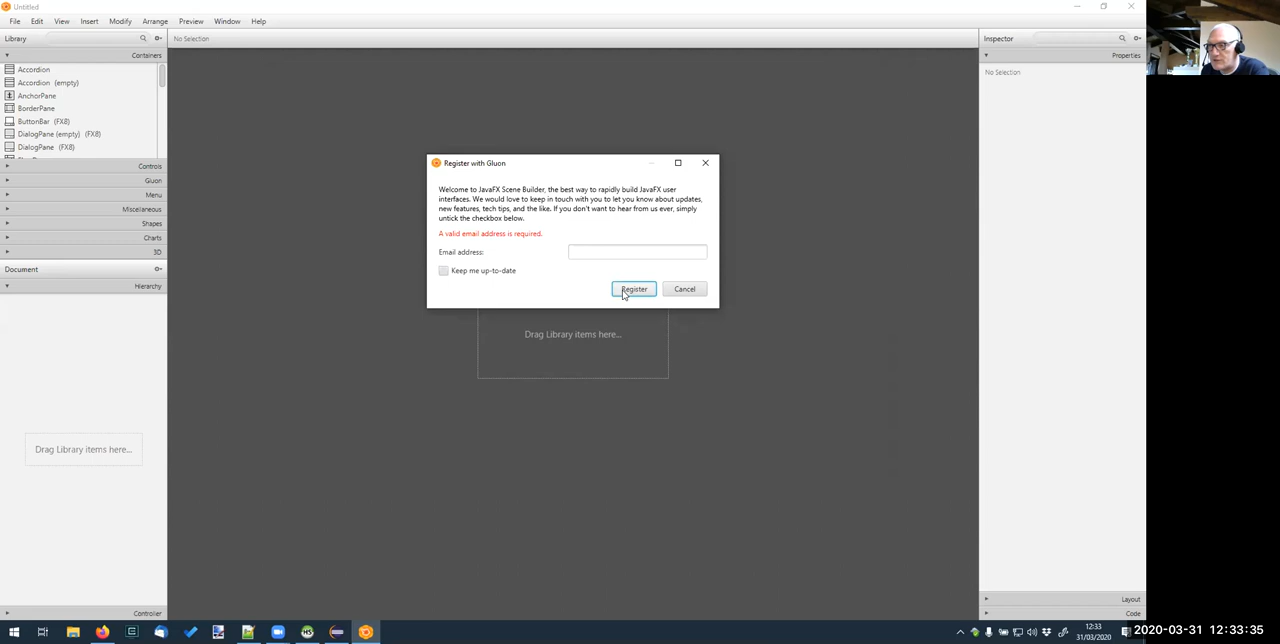 Untitled
File Edit View Insert Modify Arrange Preview Window Help
Library
No Selection
Inspector
Containers
Properties
Accordion
Accordion (empty)
AnchorPane
BorderPane
ButtonBar (FX8)
DialogPane (empty) (FX8)
DialogPane (FX8)
Controls
Gluon
Menu
Miscellaneous
Shapes
Charts
3D
Document
Hierarchy
Drag Library items here...
Controller
Register with Gluon
Welcome to JavaFX Scene Builder, the best way to rapidly build JavaFX user
interfaces. We would love to keep in touch with you to let you know about updates,
new features, tech tips, and the like. If you don't want to hear from us ever, simply
untick the checkbox below.
A valid email address is required.
Email address:
Keep me up-to-date
Register Cancel
Drag Library items here...
No Selection
Layout
Code
12:33
31/03/2020
2020-03-31 12:33:35